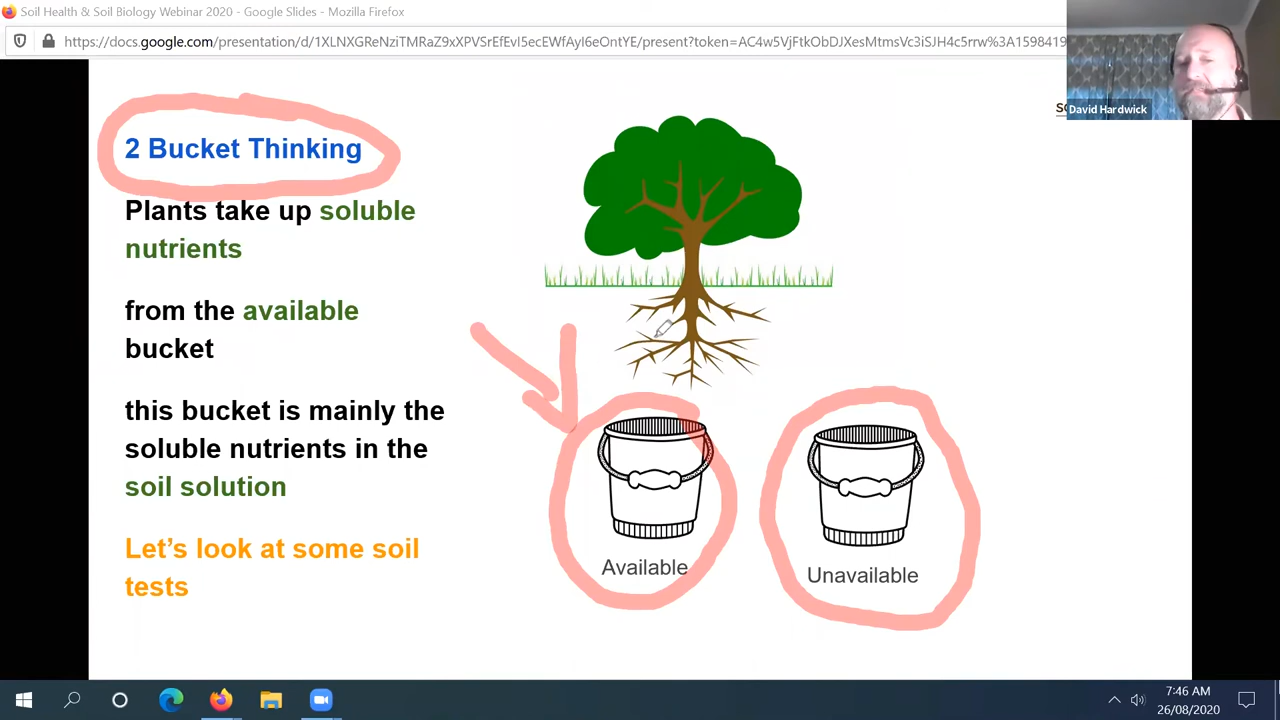 Soil Health & Soil Biology Webinar 2020 - Google Slides - Mozilla Firefox
https://docs.google.com/presentation/d/1XLNXGReNziTMRaZ9xXPVSrEfEvI5ecEWfAyI6eOntYE/present?token=AC4w5VjFtkObDJXesMtmsVc3iSJH4c5rrw%3A1598419
David Hardwick
2 Bucket Thinking
Plants take up soluble
nutrients
from the available
bucket
this bucket is mainly the
soluble nutrients in the
soil solution
Let's look at some soil
tests
Available
Unavailable
7:46 AM
26/08/2020